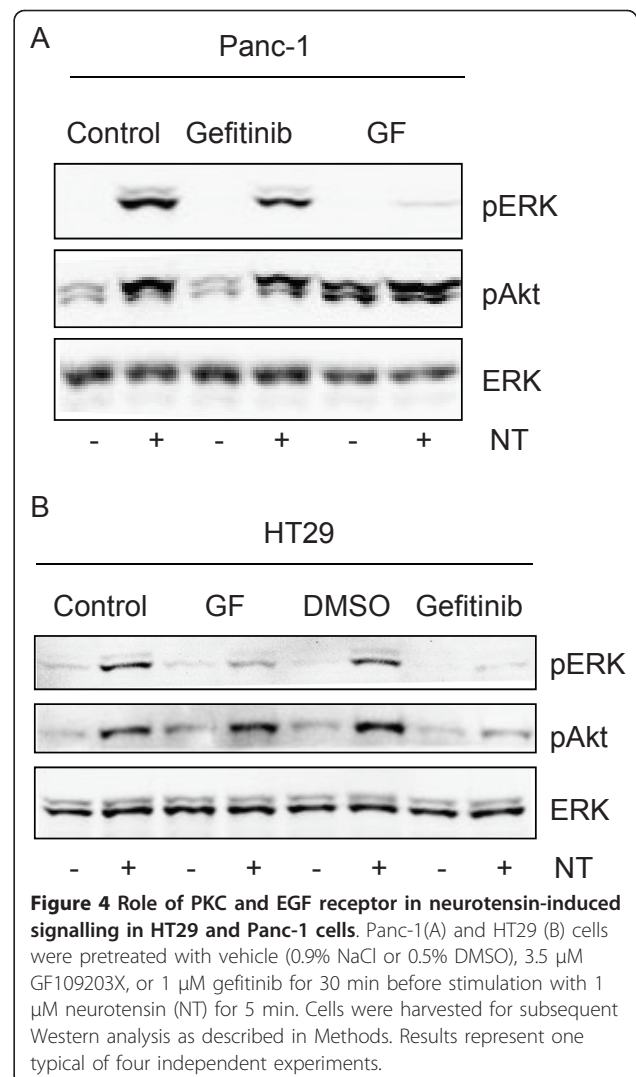 A
Panc-1
Control Gefitinib GF
pERK
pAkt
ERK
- + - + - + NT
B
HT29
Control GF DMSO Gefitinib
pERK
pAkt
ERK
- + - + - + - + NT
Figure 4 Role of PKC and EGF receptor in neurotensin-induced
signalling in HT29 and Panc-1 cells. Panc-1(A) and HT29 (B) cells
were pretreated with vehicle (0.9% NaCl or 0.5% DMSO), 3.5 μM
GF109203X, or 1 μM gefitinib for 30 min before stimulation with 1
μM neurotensin (NT) for 5 min. Cells were harvested for subsequent
Western analysis as described in Methods. Results represent one
typical of four independent experiments.